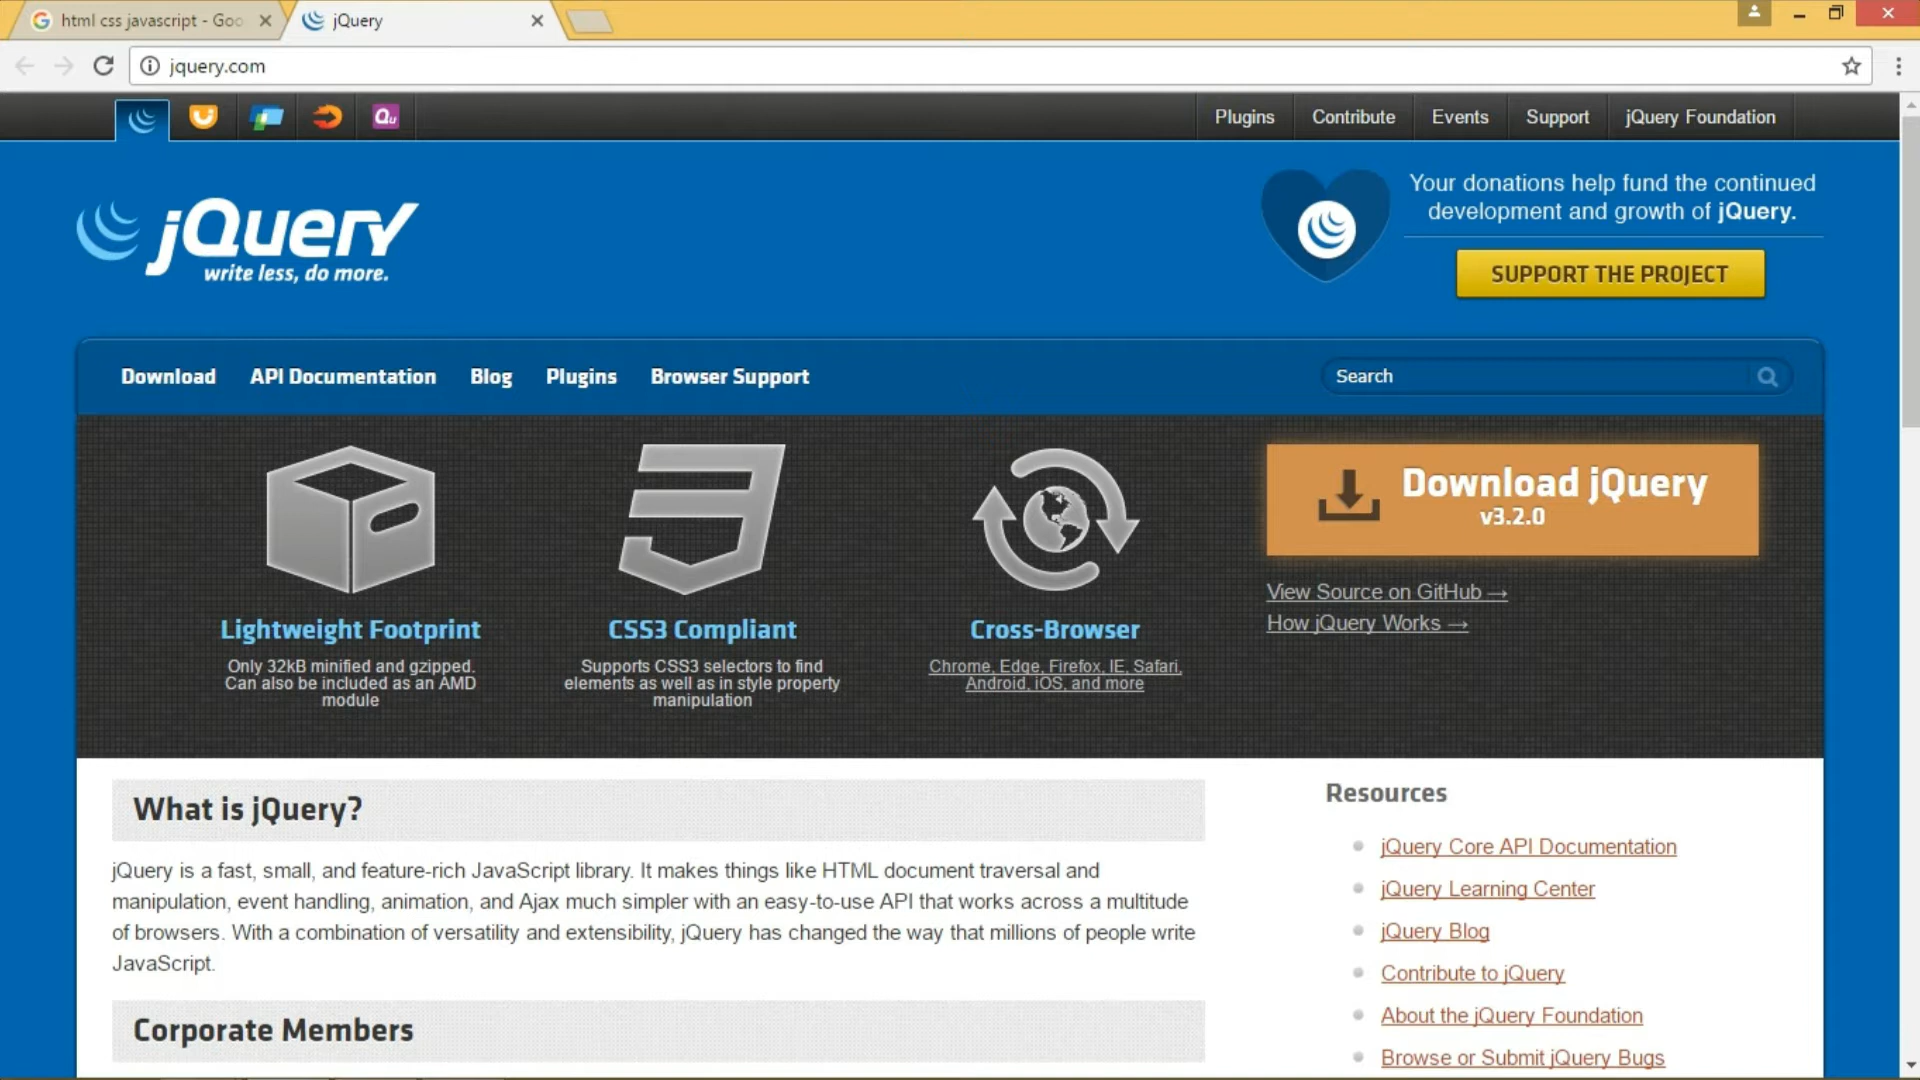 html css javascript - Goo
jQuery
jquery.com
Qu
Plugins
Contribute
Events
Support
jQuery Foundation
jQuery
write less, do more.
Your donations help fund the continued
development and growth of jQuery.
SUPPORT THE PROJECT
Download
API Documentation
Blog
Plugins
Browser Support
Search
Download jQuery
v3.2.0
View Source on GitHub →
How jQuery Works →
Lightweight Footprint
Only 32kB minified and gzipped.
Can also be included as an AMD
module
CSS3 Compliant
Supports CSS3 selectors to find
elements as well as in style property
manipulation
Cross-Browser
Chrome, Edge, Firefox, IE, Safari,
Android, iOS, and more
What is jQuery?
jQuery is a fast, small, and feature-rich JavaScript library. It makes things like HTML document traversal and
manipulation, event handling, animation, and Ajax much simpler with an easy-to-use API that works across a multitude
of browsers. With a combination of versatility and extensibility, jQuery has changed the way that millions of people write
JavaScript.
Corporate Members
Resources
jQuery Core API Documentation
jQuery Learning Center
jQuery Blog
Contribute to jQuery
About the jQuery Foundation
Browse or Submit jQuery Bugs